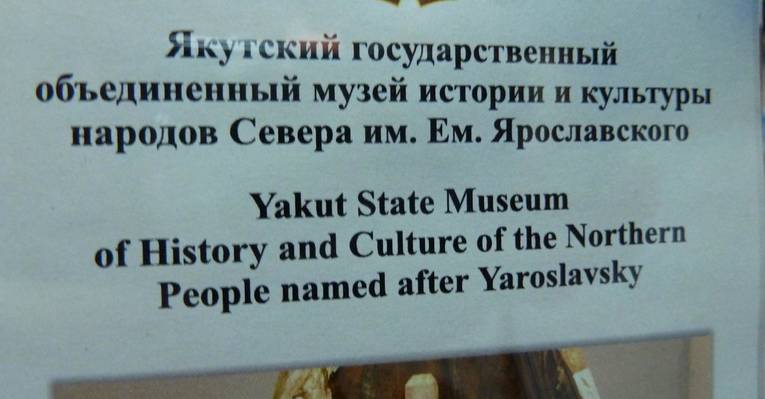 Якутский государственный
объединенный музей истории и культуры
народов Севера им. Ем. Ярославского
Yakut State Museum
of History and Culture of the Northern
People named after Yaroslavsky